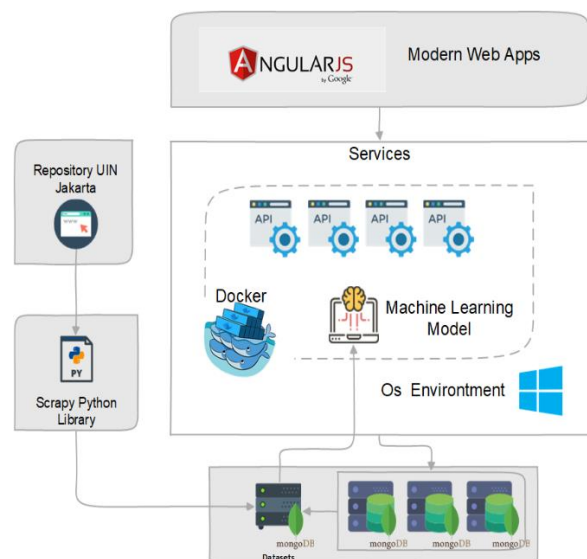 ANGULARJS
by Google
Modern Web Apps
Services
Repository UIN
Jakarta
API
API
API
API
Docker
Machine Learning
Model
PY
Scrapy Python
Library
Os Environtment
mongoDB
Datasets
mongoDB
mongoDB
mongoDB